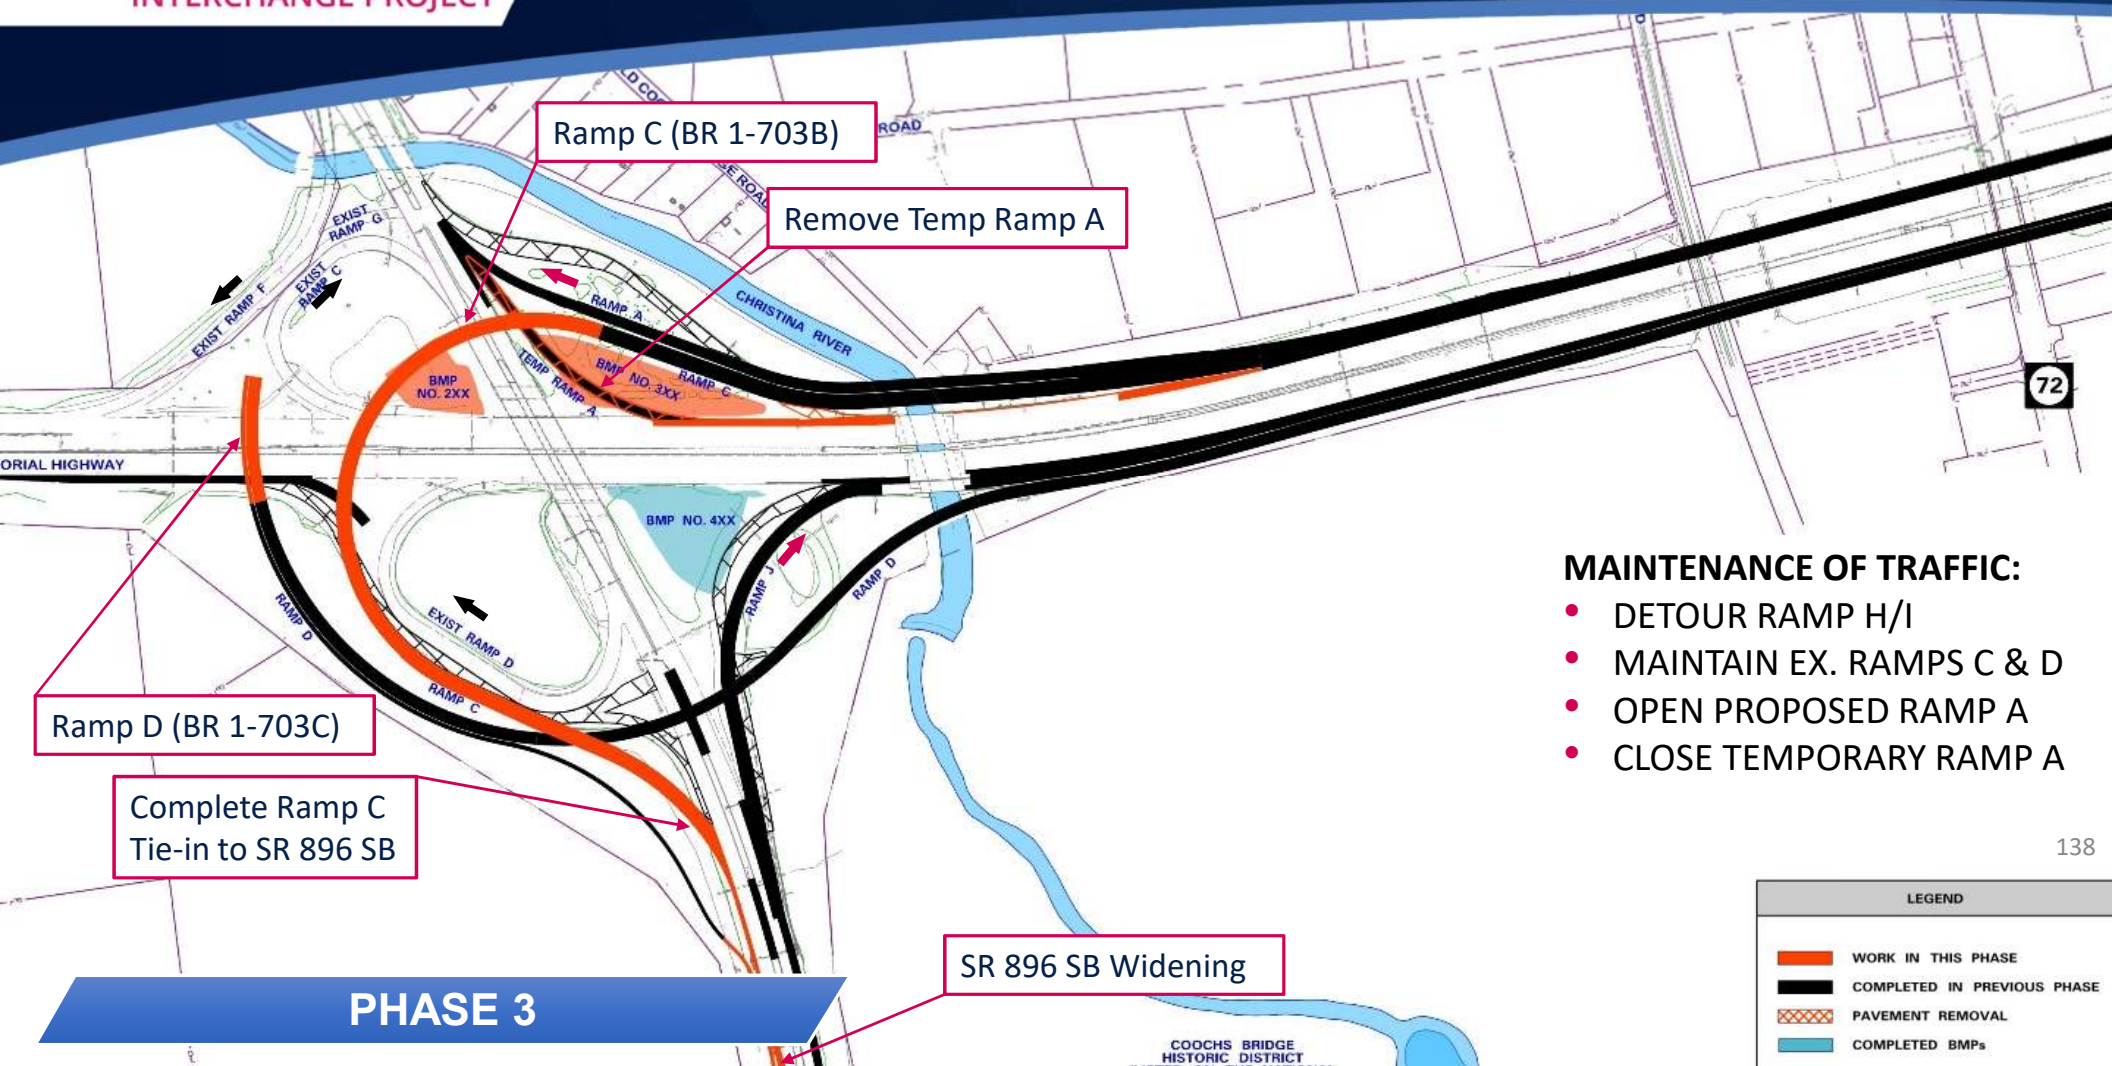 INTERCHANGE PROJECT
Ramp C (BR 1-703B)
ROAD
Remove Temp Ramp A
EXIST
RAMP G
EXIST
RAMP C
EXIST RAMP F
RAMP A
CHRISTINA RIVER
TEMP RAMP A
BMP NO. 3XX
RAMP C
BMP
NO. 2XX
72
ORIAL HIGHWAY
BMP NO. 4XX
RAMP J
RAMP D
RAMP D
EXIST RAMP D
RAMP C
Ramp D (BR 1-703C)
Complete Ramp C
Tie-in to SR 896 SB
MAINTENANCE OF TRAFFIC:
• DETOUR RAMP H/I
• MAINTAIN EX. RAMPS C & D
• OPEN PROPOSED RAMP A
• CLOSE TEMPORARY RAMP A
138
SR 896 SB Widening
PHASE 3
COOCHS BRIDGE
HISTORIC DISTRICT
LEGEND
WORK IN THIS PHASE
COMPLETED IN PREVIOUS PHASE
PAVEMENT REMOVAL
COMPLETED BMPs